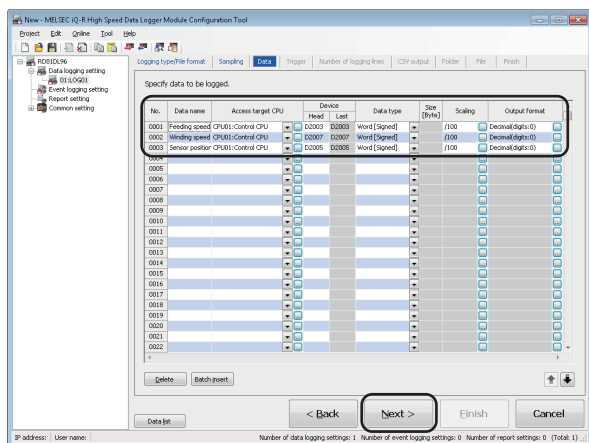 New - MELSEC iQ-R High Speed Data Logger Module Configuration Tool
Project Edit Online Tool Help
RD81DL96
Data logging setting
01:LOG01
Event logging setting
Report setting
Common setting
Logging type/File format Sampling Data Trigger Number of logging lines CSV output Folder File Finish
Specify data to be logged.
No. Data name Access target CPU Device Data type Size [Byte] Scaling Output format
Head Last
0001 Feeding speed CPU01:Control CPU D2003 D2003 Word [Signed] /100 Decimal(digits:0)
0002 Winding speed CPU01:Control CPU D2007 D2007 Word [Signed] /100 Decimal(digits:0)
0003 Sensor position CPU01:Control CPU D2005 D2005 Word [Signed] /100 Decimal(digits:0)
0004
0005
0006
0007
0008
0009
0010
0011
0012
0013
0014
0015
0016
0017
0018
0019
0020
0021
0022
Delete Batch insert
Data list < Back Next > Finish Cancel
IP address: User name: Number of data logging settings: 1 Number of event logging settings: 0 Number of report settings: 0 (Total: 1)